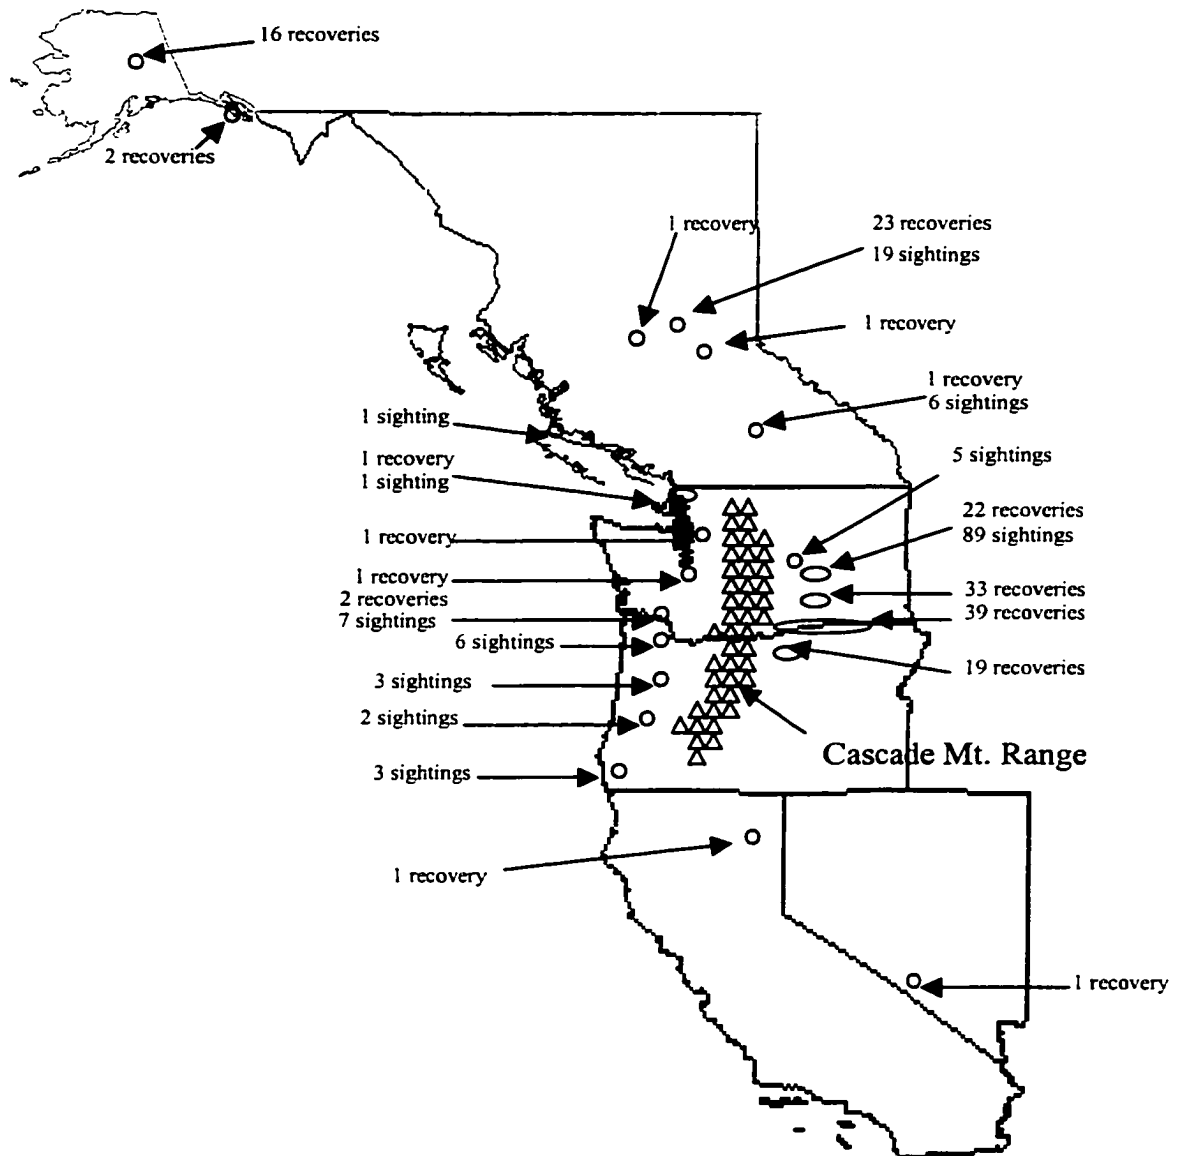 16 recoveries
2 recoveries
1 recovery
23 recoveries
19 sightings
1 recovery
1 recovery
6 sightings
1 sighting
1 recovery
1 sighting
5 sightings
22 recoveries
89 sightings
1 recovery
1 recovery
2 recoveries
7 sightings
33 recoveries
39 recoveries
6 sightings
19 recoveries
3 sightings
2 sightings
Cascade Mt. Range
3 sightings
1 recovery
1 recovery